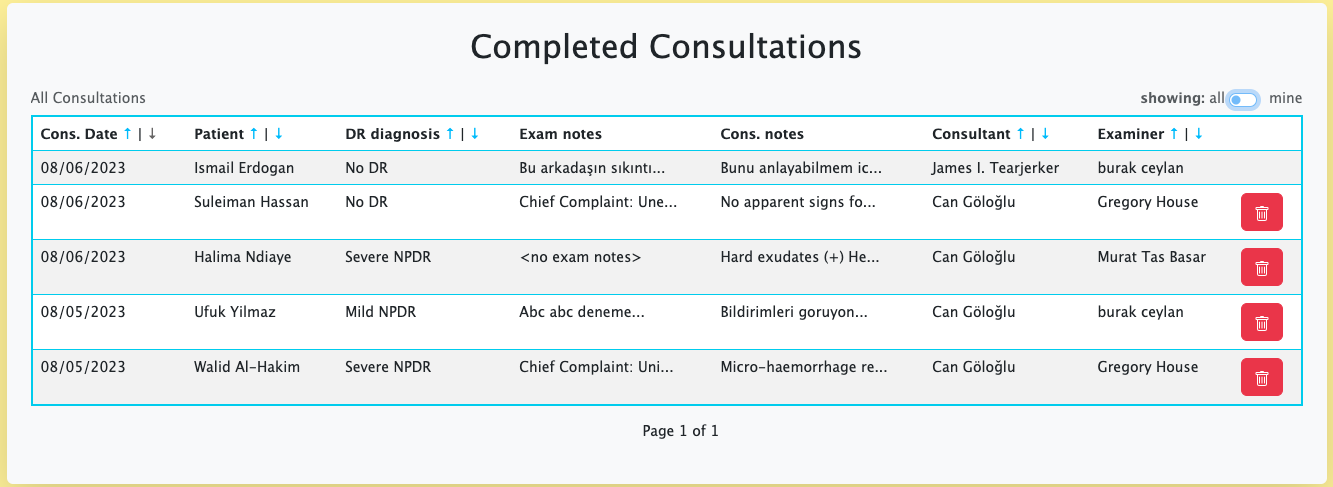 Completed Consultations
All Consultations showing: all mine
Cons. Date ↑ | ↓ Patient ↑ | ↓ DR diagnosis ↑ | ↓ Exam notes Cons. notes Consultant ↑ | ↓ Examiner ↑ | ↓
08/06/2023 Ismail Erdogan No DR Bu arkadaşın sıkıntı... Bunu anlayabilmem ic... James I. Tearjerker burak ceylan
08/06/2023 Suleiman Hassan No DR Chief Complaint: Une... No apparent signs fo... Can Göloğlu Gregory House
08/06/2023 Halima Ndiaye Severe NPDR <no exam notes> Hard exudates (+) He... Can Göloğlu Murat Tas Basar
08/05/2023 Ufuk Yilmaz Mild NPDR Abc abc deneme... Bildirimleri goruyon... Can Göloğlu burak ceylan
08/05/2023 Walid Al-Hakim Severe NPDR Chief Complaint: Uni... Micro-haemorrhage re... Can Göloğlu Gregory House
Page 1 of 1